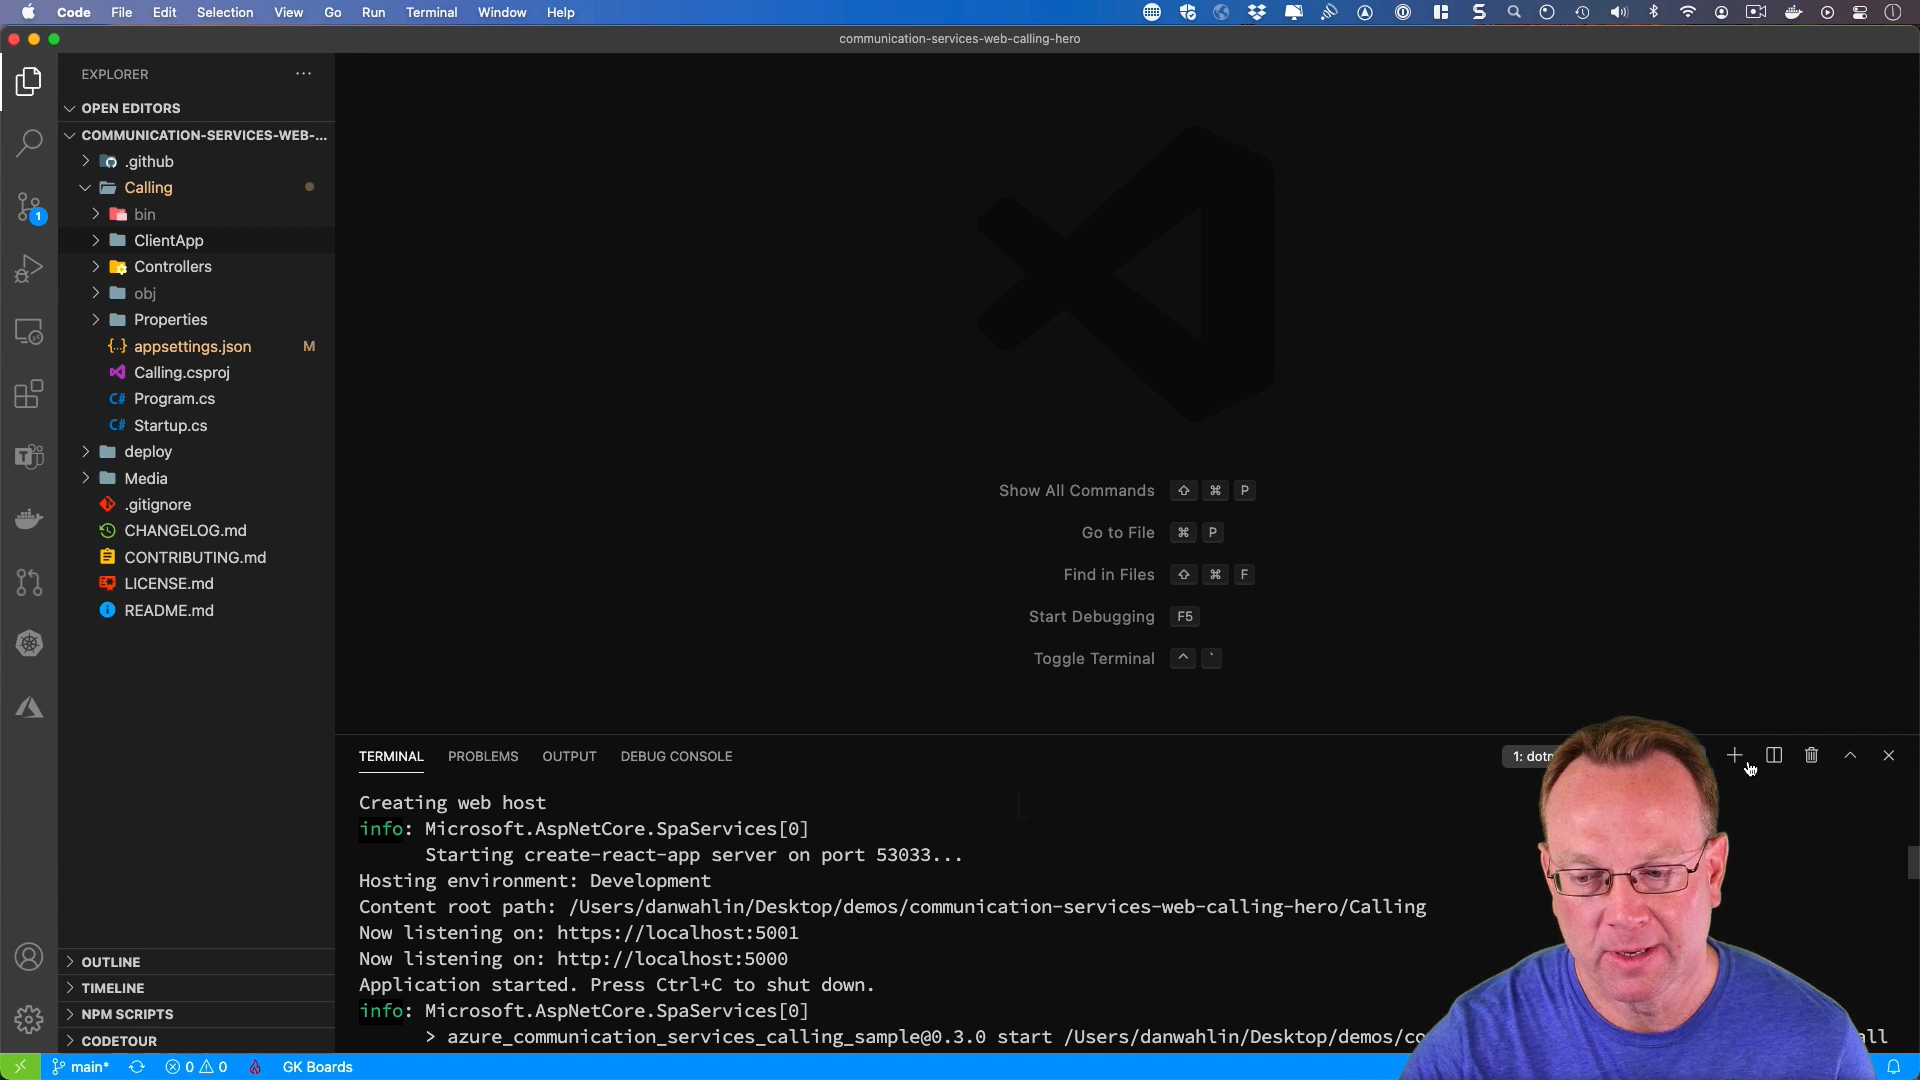 Code File Edit Selection View Go Run Terminal Window Help
communication-services-web-calling-hero
EXPLORER
OPEN EDITORS
COMMUNICATION-SERVICES-WEB-...
.github
Calling
bin
ClientApp
Controllers
obj
Properties
appsettings.json M
Calling.csproj
Program.cs
Startup.cs
deploy
Media
.gitignore
CHANGELOG.md
CONTRIBUTING.md
LICENSE.md
README.md
OUTLINE
TIMELINE
NPM SCRIPTS
CODETOUR
1
Show All Commands ⇧ ⌘ P
Go to File ⌘ P
Find in Files ⇧ ⌘ F
Start Debugging F5
Toggle Terminal ^ `
TERMINAL PROBLEMS OUTPUT DEBUG CONSOLE
1: dotn
Creating web host
info: Microsoft.AspNetCore.SpaServices[0]
Starting create-react-app server on port 53033...
Hosting environment: Development
Content root path: /Users/danwahlin/Desktop/demos/communication-services-web-calling-hero/Calling
Now listening on: https://localhost:5001
Now listening on: http://localhost:5000
Application started. Press Ctrl+C to shut down.
info: Microsoft.AspNetCore.SpaServices[0]
> azure_communication_services_calling_sample@0.3.0 start /Users/danwahlin/Desktop/demos/co all
main* 0 0 GK Boards